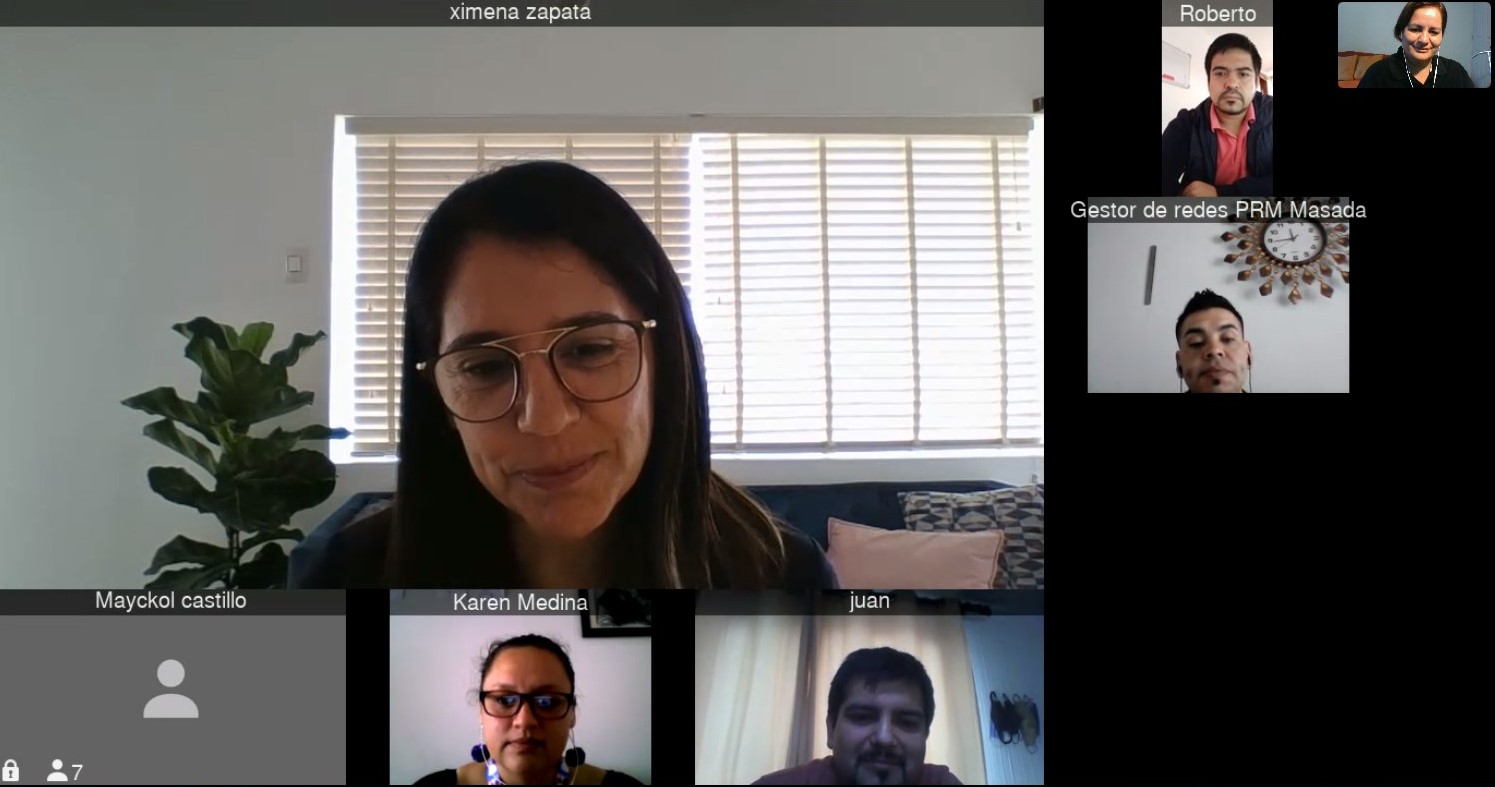 ximena zapata
Roberto
Gestor de redes PRM Masada
Mayckol castillo
Karen Medina
juan
7